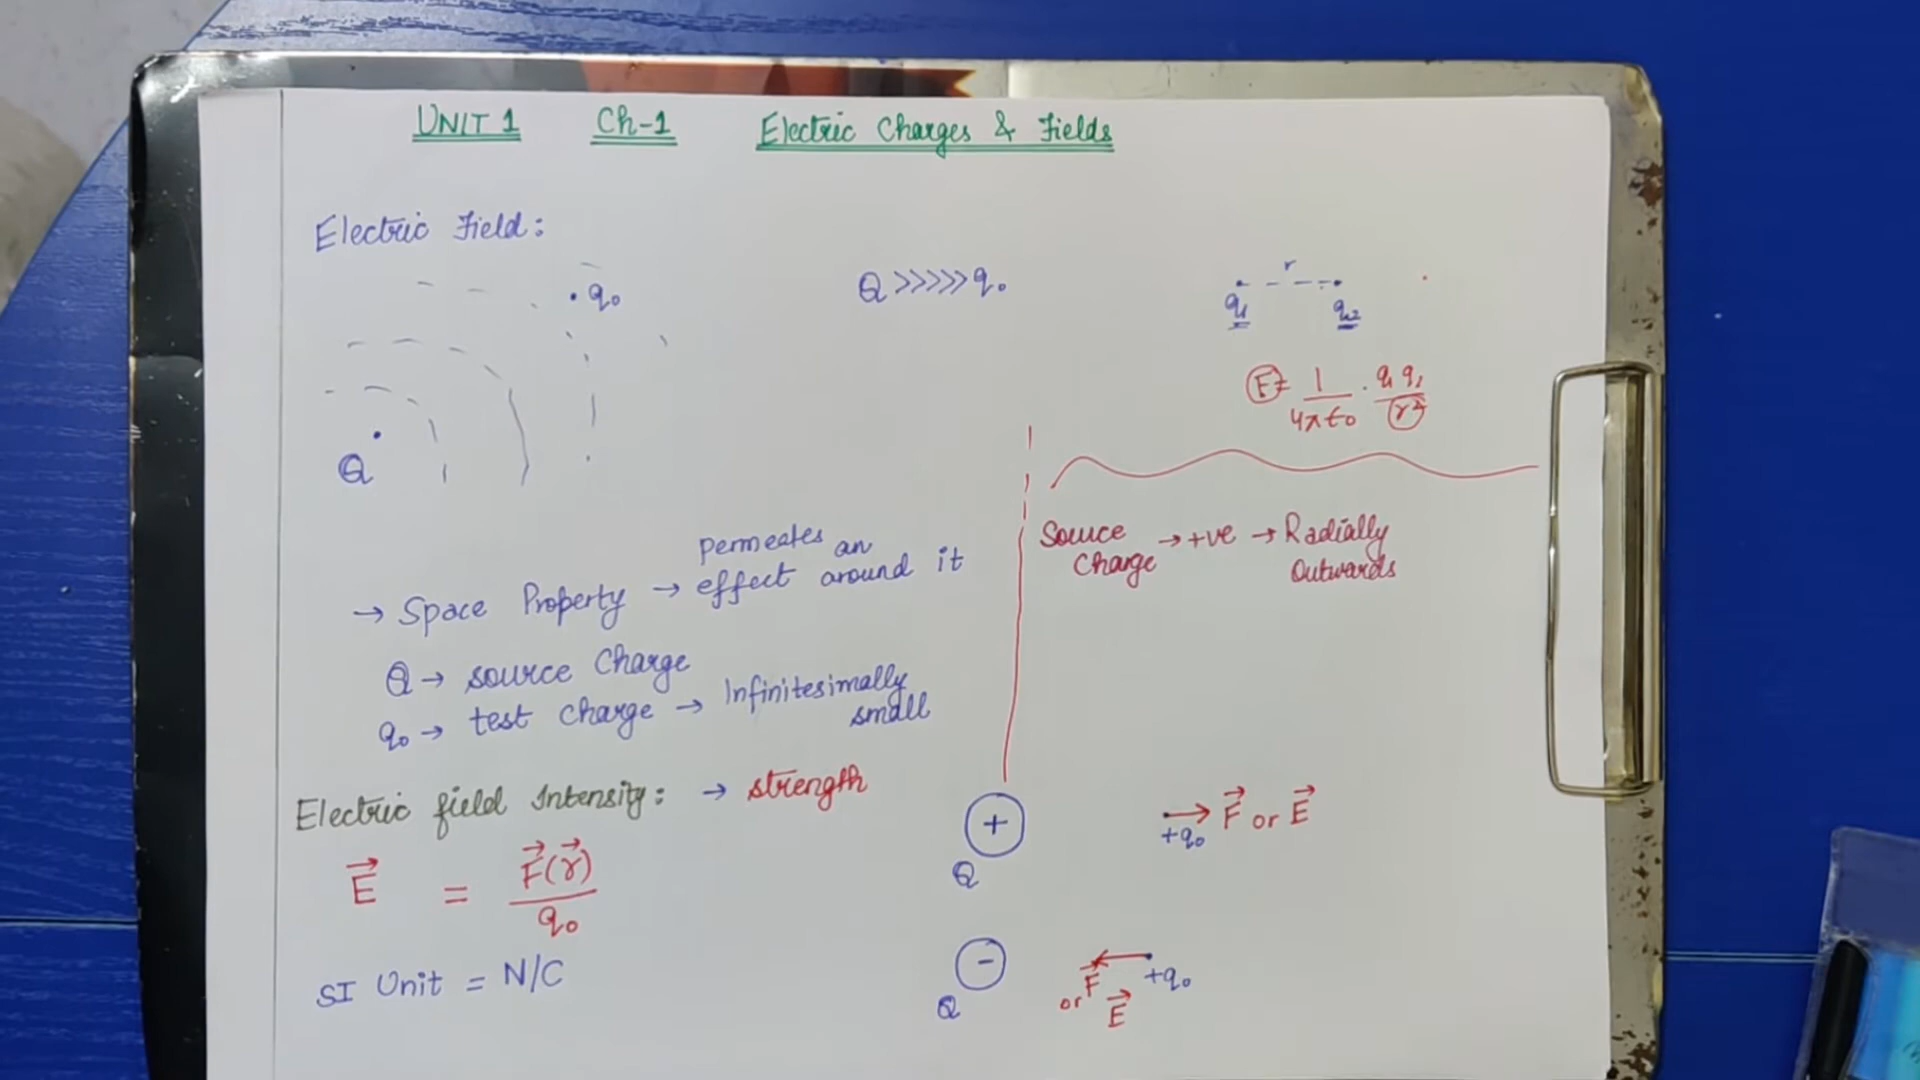 UNIT 1 Ch-1 Electric Charges & Fields
Electric Field:
q₀
Q
Q >>>>> q₀
r
q₁ q₂
F = 1/4πε₀ · q₁q₂/r²
→ Space Property → permeates an
effect around it
Q → source Charge
q₀ → test charge → Infinitesimally
small
Source → +ve → Radially
Charge Outwards
Electric field Intensity: → strength
E⃗ = F⃗(r⃗)/q₀
SI Unit = N/C
+
Q
+q₀ F⃗ or E⃗
-
Q
F⃗ +q₀
or E⃗